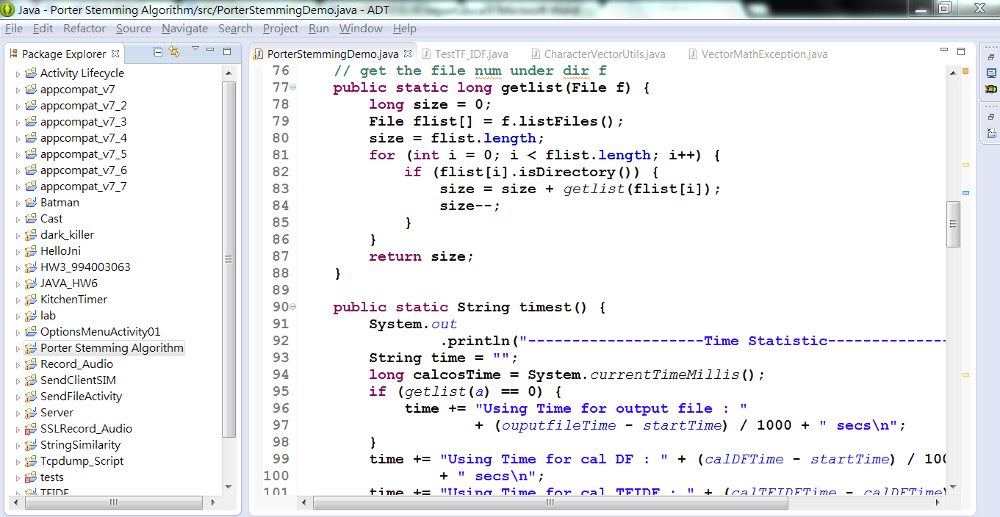 Java - Porter Stemming Algorithm/src/PorterStemmingDemo.java - ADT
File Edit Refactor Source Navigate Search Project Run Window Help
Package Explorer
Activity Lifecycle
appcompat_v7
appcompat_v7_2
appcompat_v7_3
appcompat_v7_4
appcompat_v7_5
appcompat_v7_6
appcompat_v7_7
Batman
Cast
dark_killer
HelloJni
HW3_994003063
JAVA_HW6
KitchenTimer
lab
OptionsMenuActivity01
Porter Stemming Algorithm
Record_Audio
SendClientSIM
SendFileActivity
Server
SSLRecord_Audio
StringSimilarity
Tcpdump_Script
tests
TFIDF
PorterStemmingDemo.java TestTF_IDF.java CharacterVectorUtils.java VectorMathException.java
76 // get the file num under dir f
77 public static long getlist(File f) {
78 long size = 0;
79 File flist[] = f.listFiles();
80 size = flist.length;
81 for (int i = 0; i < flist.length; i++) {
82 if (flist[i].isDirectory()) {
83 size = size + getlist(flist[i]);
84 size--;
85 }
86 }
87 return size;
88 }
89
90 public static String timest() {
91 System.out
92 .println("--------------------Time Statistic--------------
93 String time = "";
94 long calcosTime = System.currentTimeMillis();
95 if (getlist(a) == 0) {
96 time += "Using Time for output file : "
97 + (ouputfileTime - startTime) / 1000 + " secs\n";
98 }
99 time += "Using Time for cal DF : " + (calDFTime - startTime) / 100
100 + " secs\n";
101 time += "Using Time for cal TFIDF : " + (calTFIDFTime - calDFTime)